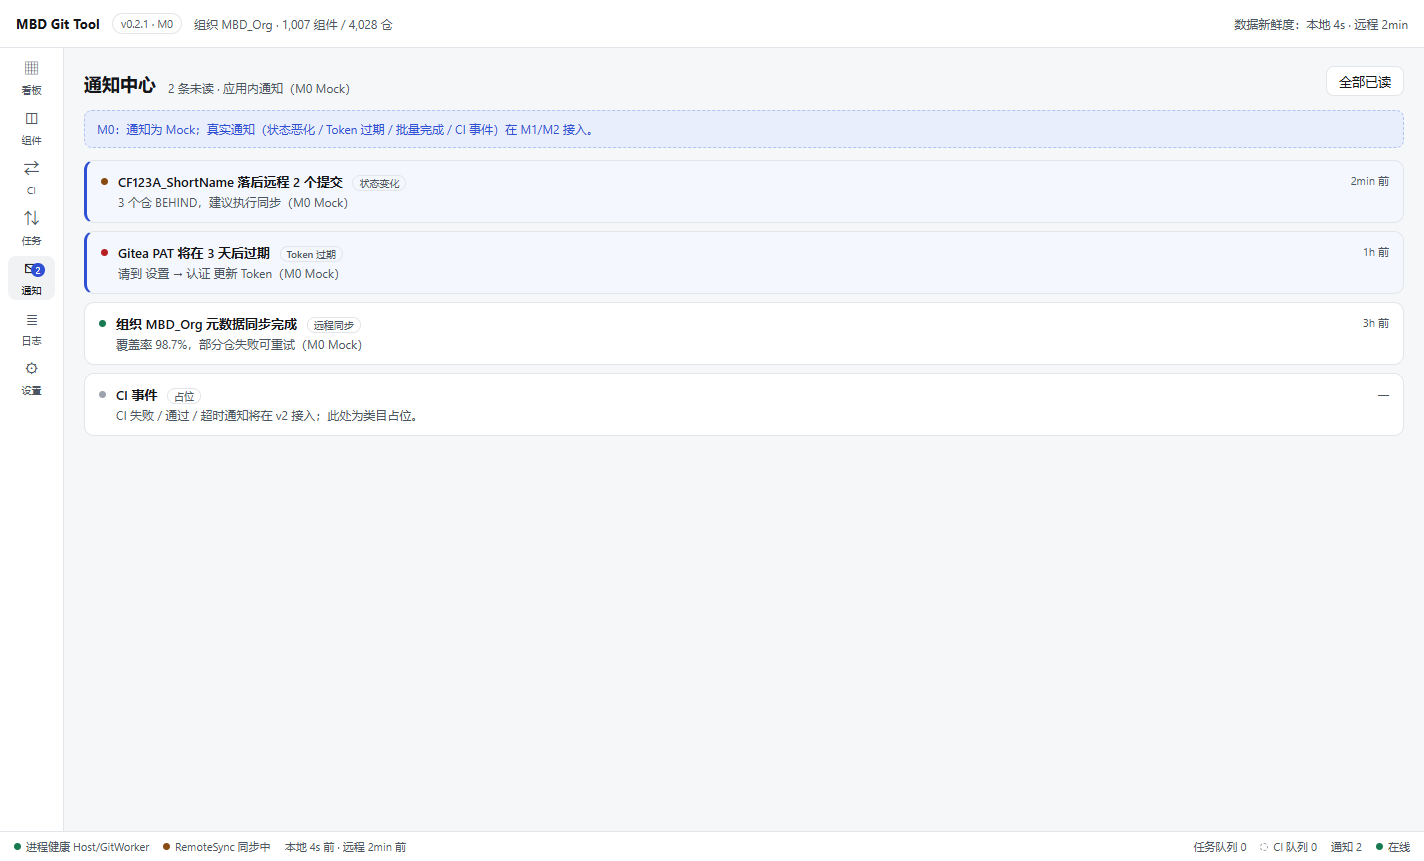 MBD Git Tool v0.2.1 · M0 组织 MBD_Org · 1,007 组件 / 4,028 仓 数据新鲜度：本地 4s · 远程 2min
看板
组件
CI
任务
2
通知
日志
设置
通知中心 2 条未读 · 应用内通知（M0 Mock） 全部已读
M0：通知为 Mock；真实通知（状态恶化 / Token 过期 / 批量完成 / CI 事件）在 M1/M2 接入。
CF123A_ShortName 落后远程 2 个提交 状态变化 2min 前
3 个仓 BEHIND，建议执行同步（M0 Mock）
Gitea PAT 将在 3 天后过期 Token 过期 1h 前
请到 设置 → 认证 更新 Token（M0 Mock）
组织 MBD_Org 元数据同步完成 远程同步 3h 前
覆盖率 98.7%，部分仓失败可重试（M0 Mock）
CI 事件 占位 —
CI 失败 / 通过 / 超时通知将在 v2 接入；此处为类目占位。
进程健康 Host/GitWorker RemoteSync 同步中 本地 4s 前 · 远程 2min 前 任务队列 0 CI 队列 0 通知 2 在线